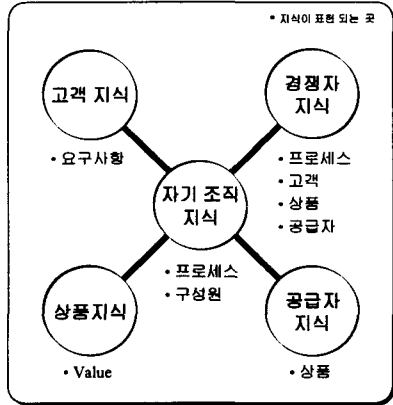 • 지식이 표현 되는 곳
고객 지식
• 요구사항
경쟁자
지식
• 프로세스
• 고객
• 상품
• 공급자
자기 조직
지식
• 프로세스
• 구성원
상품지식
• Value
공급자
지식
• 상품